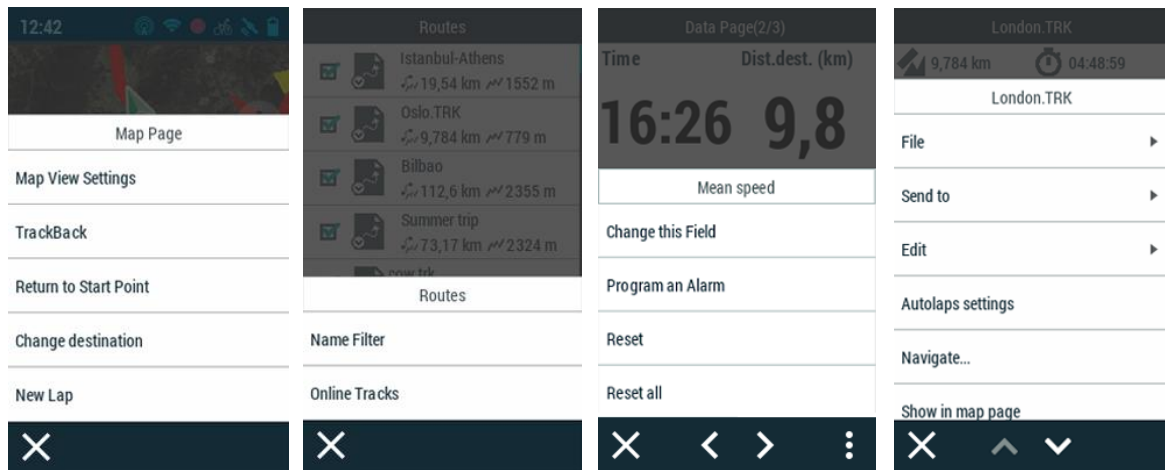 12:42
Map Page
Map View Settings
TrackBack
Return to Start Point
Change destination
New Lap
Routes
Istanbul-Athens
19,54 km 1552 m
Oslo.TRK
9,784 km 779 m
Bilbao
112,6 km 2355 m
Summer trip
73,17 km 2324 m
cow.trk
Routes
Name Filter
Online Tracks
Data Page(2/3)
Time Dist.dest. (km)
16:26 9,8
Mean speed
Change this Field
Program an Alarm
Reset
Reset all
London.TRK
9,784 km 04:48:59
London.TRK
File
Send to
Edit
Autolaps settings
Navigate...
Show in map page